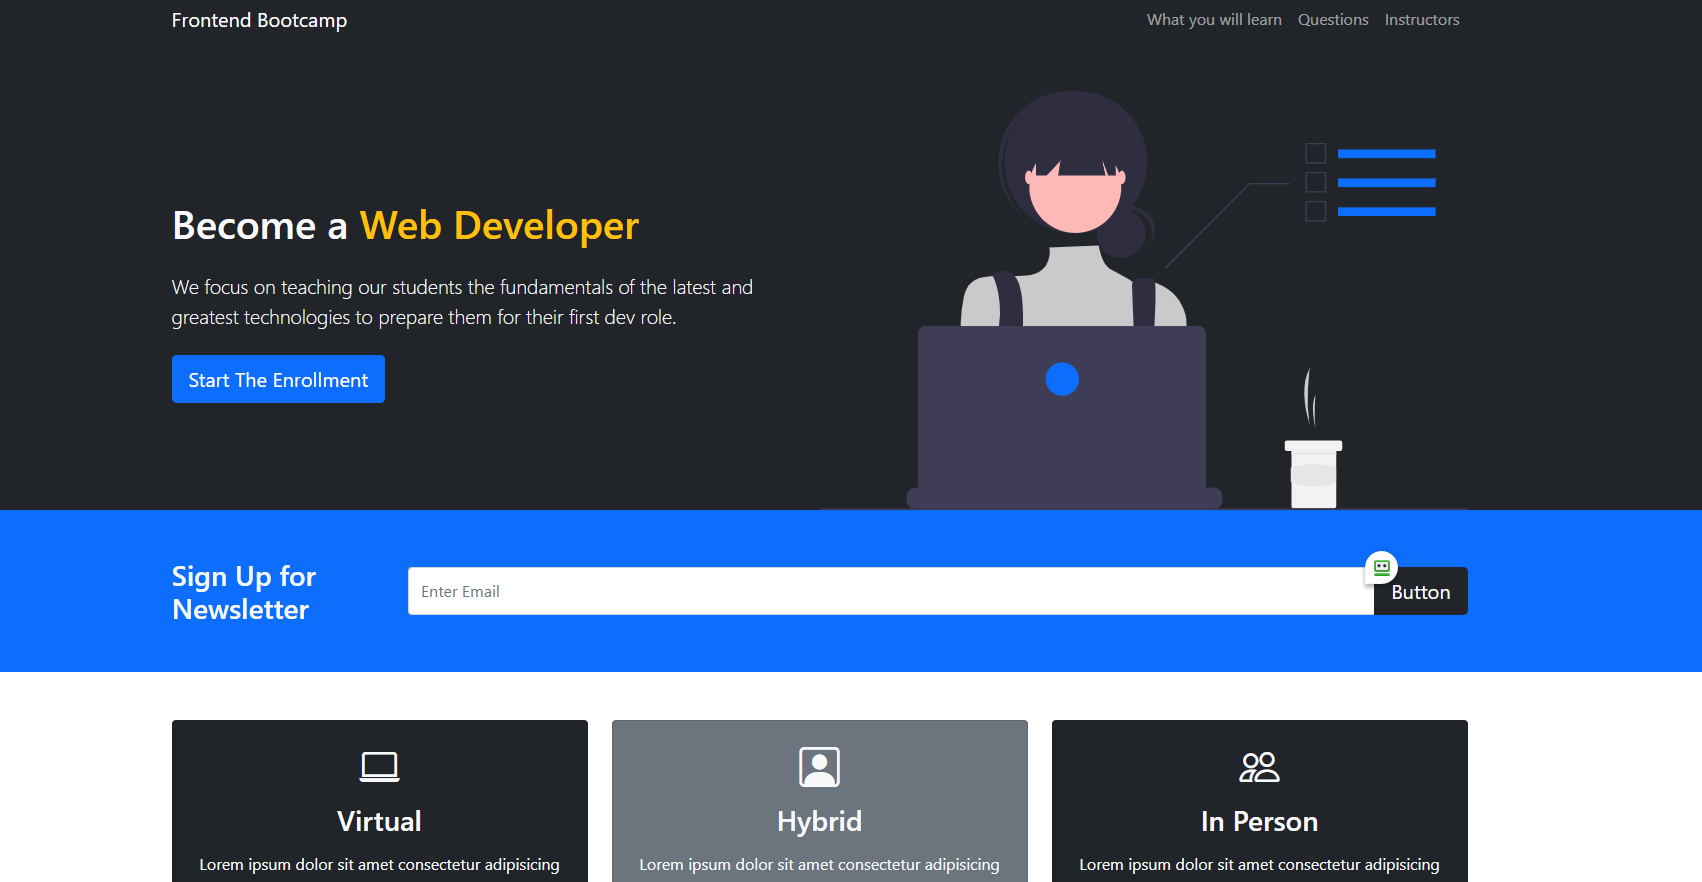 Frontend Bootcamp
What you will learn
Questions
Instructors
Become a Web Developer
We focus on teaching our students the fundamentals of the latest and
greatest technologies to prepare them for their first dev role.
Start The Enrollment
Sign Up for
Newsletter
Enter Email
Button
Virtual
Lorem ipsum dolor sit amet consectetur adipisicing
Hybrid
Lorem ipsum dolor sit amet consectetur adipisicing
In Person
Lorem ipsum dolor sit amet consectetur adipisicing